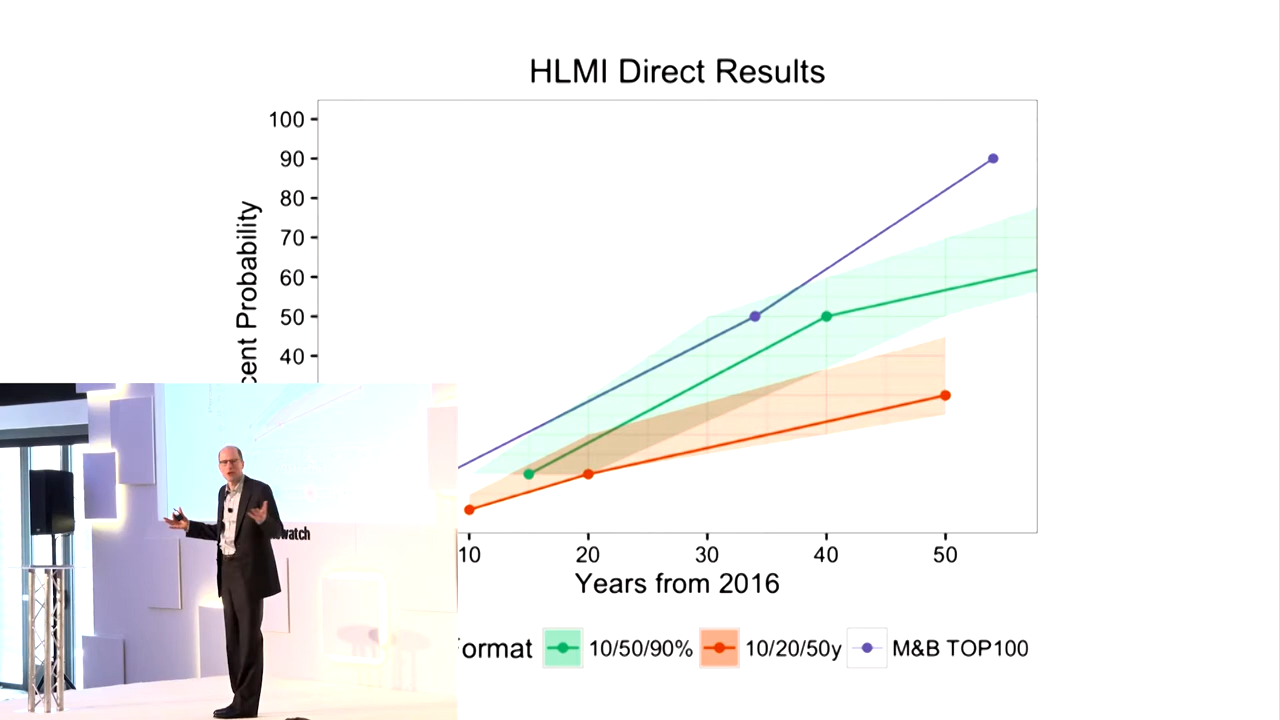 HLMI Direct Results
100
90
80
70
60
50
40
cent Probability
10 20 30 40 50
Years from 2016
ormat 10/50/90% 10/20/50y M&B TOP100
watch